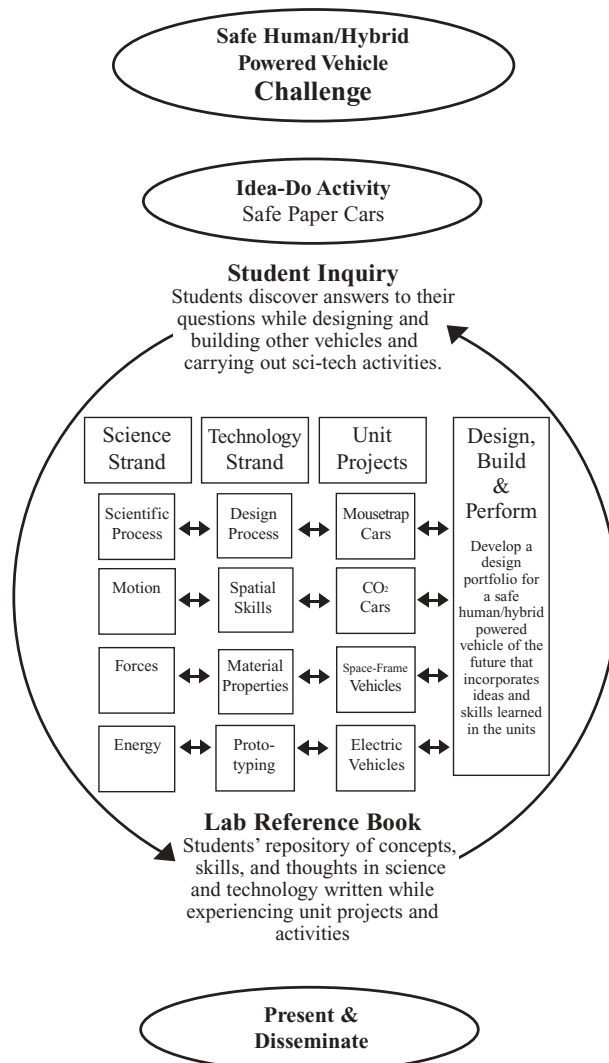 Safe Human/Hybrid
Powered Vehicle
Challenge
Idea-Do Activity
Safe Paper Cars
Student Inquiry
Students discover answers to their
questions while designing and
building other vehicles and
carrying out sci-tech activities.
Science
Strand
Technology
Strand
Unit
Projects
Design,
Build
&
Perform
Scientific
Process
Design
Process
Mousetrap
Cars
Motion
Spatial
Skills
CO2
Cars
Forces
Material
Properties
Space-Frame
Vehicles
Energy
Proto-
typing
Electric
Vehicles
Develop a
design
portfolio for
a safe
human/hybrid
powered
vehicle of the
future that
incorporates
ideas and
skills learned
in the units
Lab Reference Book
Students’ repository of concepts,
skills, and thoughts in science
and technology written while
experiencing unit projects and
activities
Present &
Disseminate